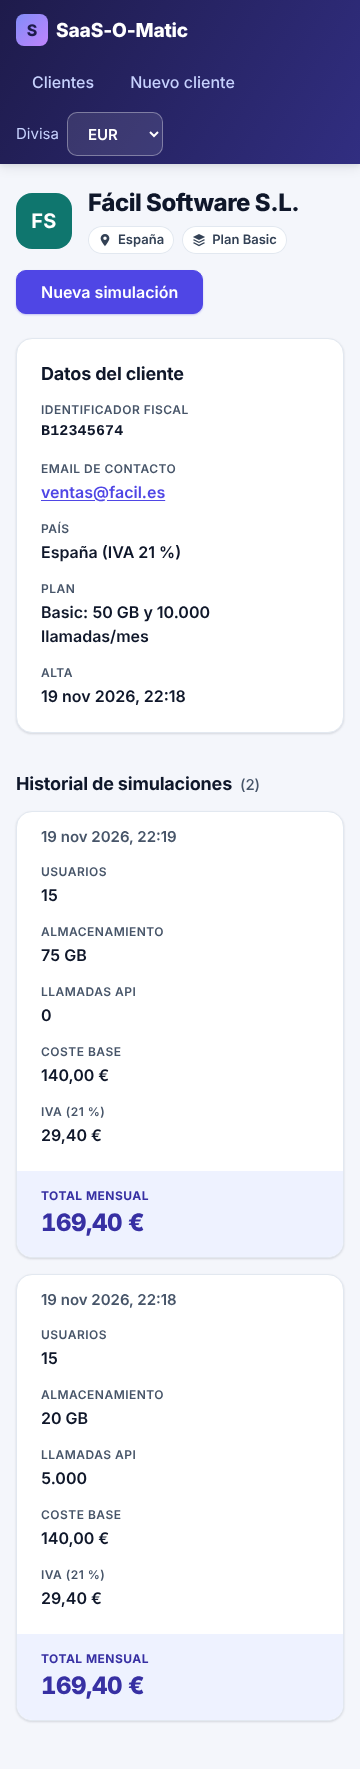 S SaaS-O-Matic
Clientes Nuevo cliente
Divisa EUR
FS Fácil Software S.L.
España Plan Basic
Nueva simulación
Datos del cliente
IDENTIFICADOR FISCAL
B12345674
EMAIL DE CONTACTO
ventas@facil.es
PAÍS
España (IVA 21 %)
PLAN
Basic: 50 GB y 10.000
llamadas/mes
ALTA
19 nov 2026, 22:18
Historial de simulaciones (2)
19 nov 2026, 22:19
USUARIOS
15
ALMACENAMIENTO
75 GB
LLAMADAS API
0
COSTE BASE
140,00 €
IVA (21 %)
29,40 €
TOTAL MENSUAL
169,40 €
19 nov 2026, 22:18
USUARIOS
15
ALMACENAMIENTO
20 GB
LLAMADAS API
5.000
COSTE BASE
140,00 €
IVA (21 %)
29,40 €
TOTAL MENSUAL
169,40 €